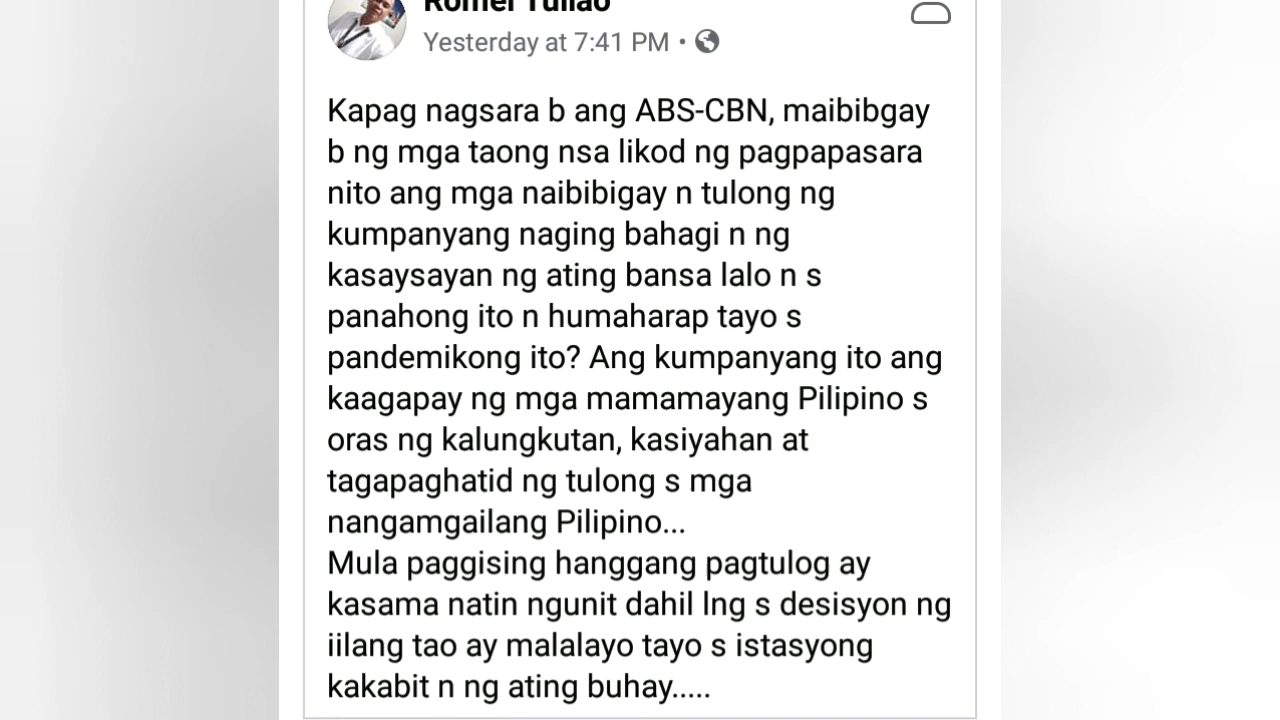 Romel Tuliao
Yesterday at 7:41 PM •
Kapag nagsara b ang ABS-CBN, maibibgay
b ng mga taong nsa likod ng pagpapasara
nito ang mga naibibigay n tulong ng
kumpanyang naging bahagi n ng
kasaysayan ng ating bansa lalo n s
panahong ito n humaharap tayo s
pandemikong ito? Ang kumpanyang ito ang
kaagapay ng mga mamamayang Pilipino s
oras ng kalungkutan, kasiyahan at
tagapaghatid ng tulong s mga
nangamgailang Pilipino...
Mula paggising hanggang pagtulog ay
kasama natin ngunit dahil lng s desisyon ng
iilang tao ay malalayo tayo s istasyong
kakabit n ng ating buhay.....